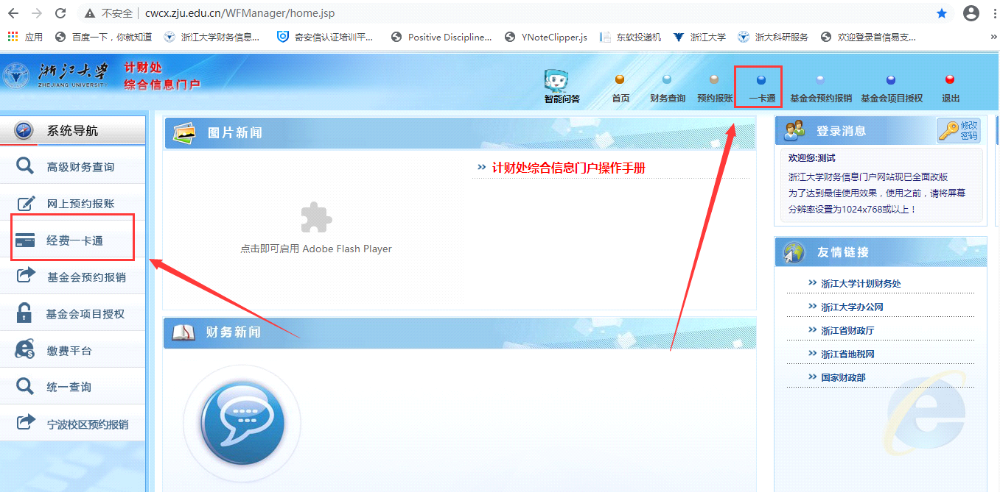 不安全
cwcx.zju.edu.cn/WFManager/home.jsp
应用
百度一下，你就知道
浙江大学财务信息...
奇安信认证培训平...
Positive Discipline...
YNoteClipper.js
东软投递机
浙江大学
浙大科研服务
欢迎登录首信易支...
»
浙江大学
ZHEJIANG UNIVERSITY
计财处
综合信息门户
智能问答
首页
财务查询
预约报账
一卡通
基金会预约报销
基金会项目授权
退出
系统导航
高级财务查询
网上预约报账
经费一卡通
基金会预约报销
基金会项目授权
缴费平台
统一查询
宁波校区预约报销
图片新闻
计财处综合信息门户操作手册
点击即可启用 Adobe Flash Player
财务新闻
登录消息
修改
密码
欢迎您:测试
浙江大学财务信息门户网站现已全面改版
为了达到最佳使用效果，使用之前，请将屏幕
分辨率设置为1024x768或以上！
友情链接
浙江大学计划财务处
浙江大学办公网
浙江省财政厅
浙江省地税网
国家财政部